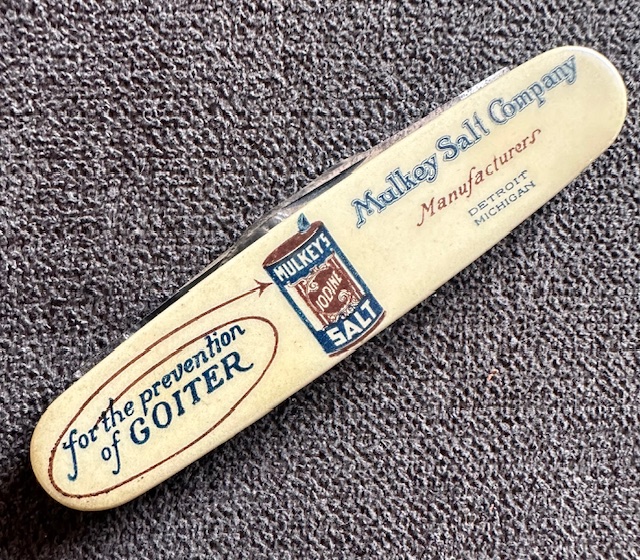 Mulkey Salt Company
Manufacturers
DETROIT
MICHIGAN
MULKEY'S
IODINE
SALT
for the prevention
of GOITER